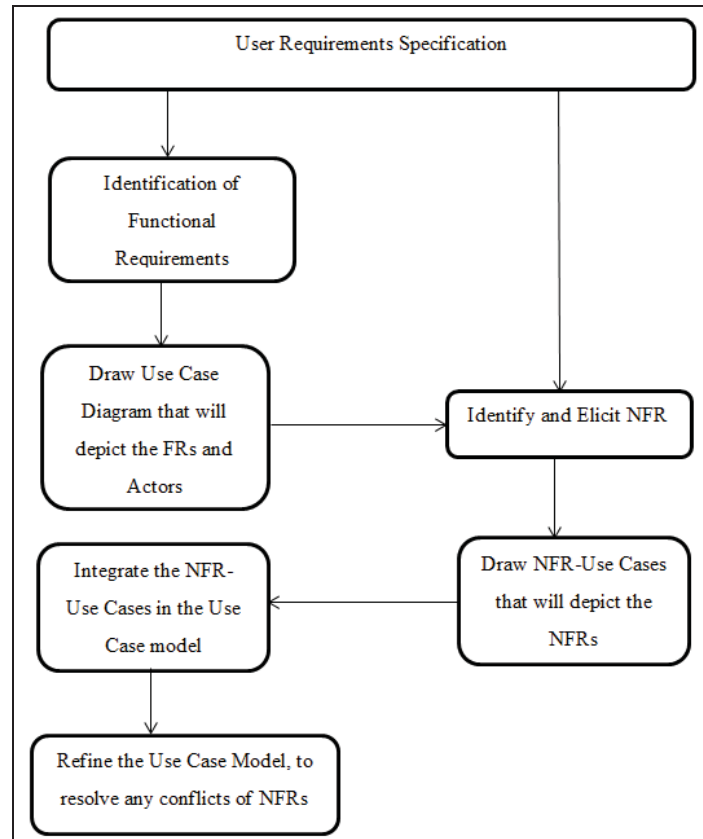 User Requirements Specification
Identification of
Functional
Requirements
Draw Use Case
Diagram that will
depict the FRs and
Actors
Identify and Elicit NFR
Draw NFR-Use Cases
that will depict the
NFRs
Integrate the NFR-
Use Cases in the Use
Case model
Refine the Use Case Model, to
resolve any conflicts of NFRs